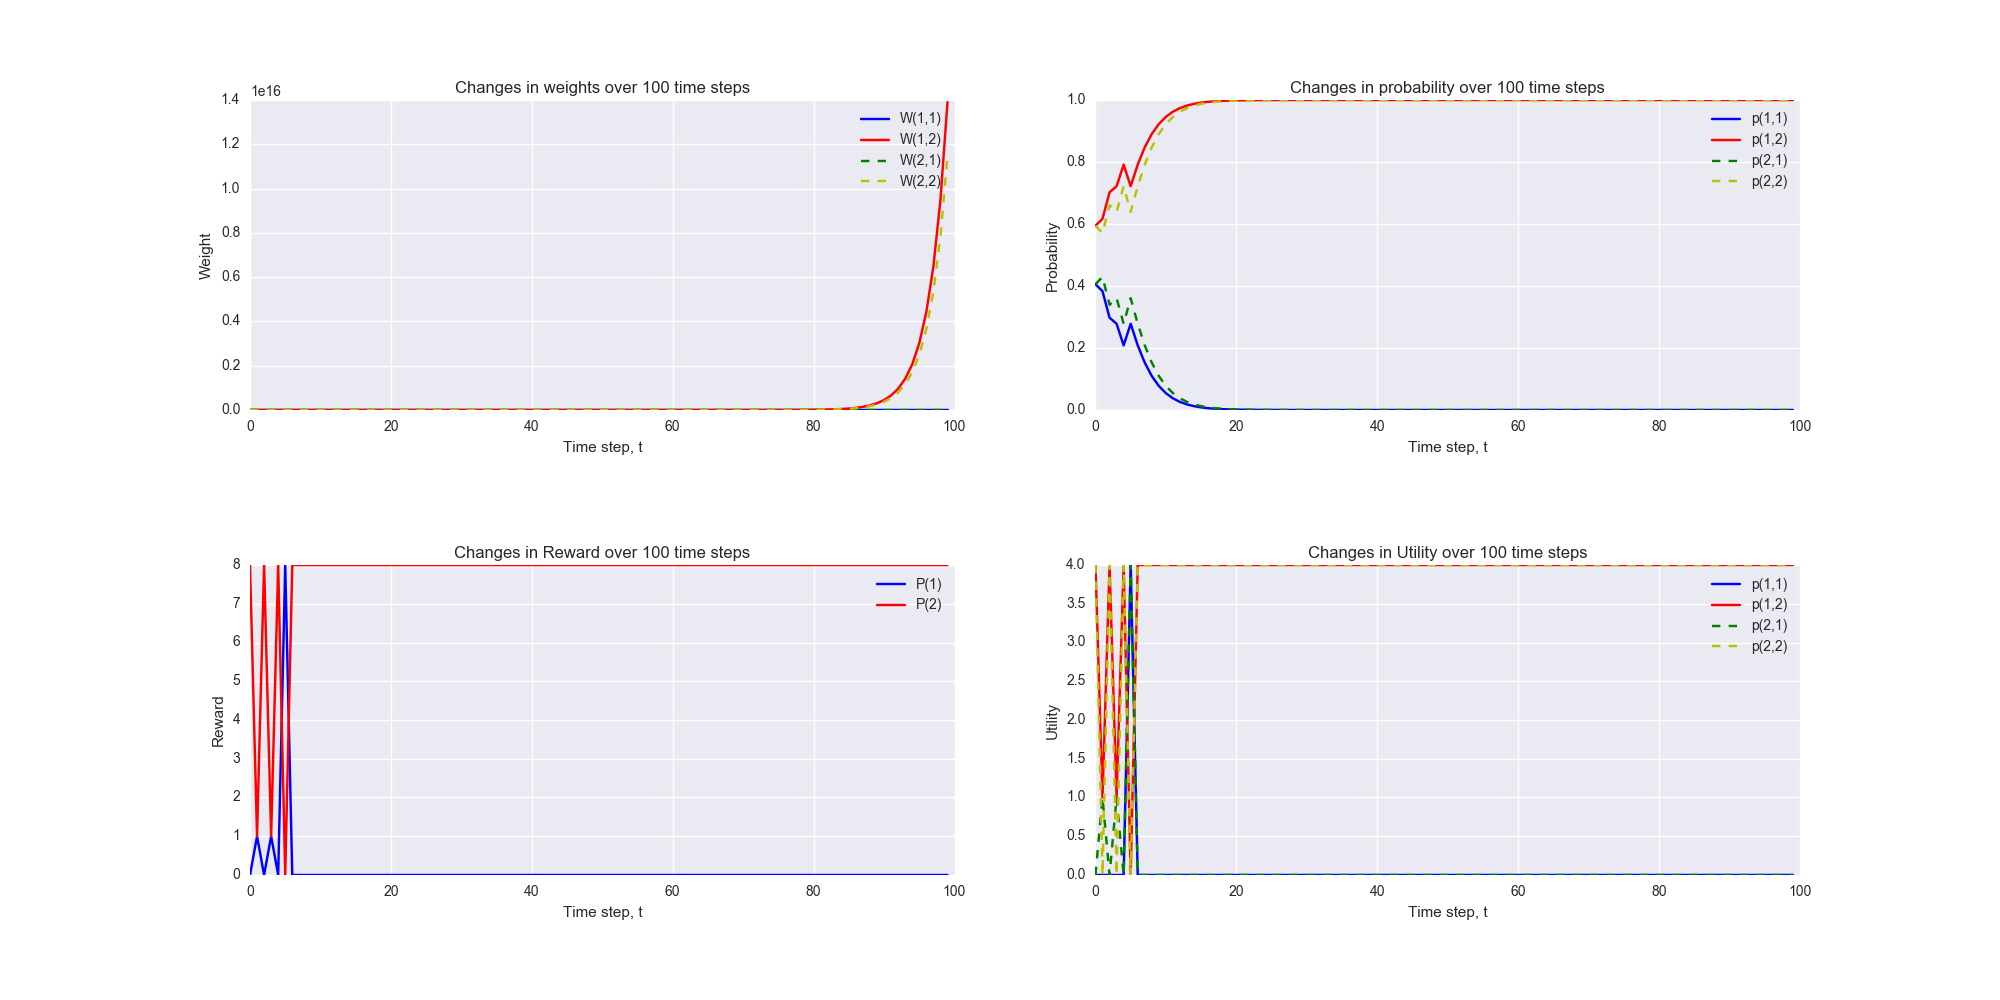 Changes in weights over 100 time steps
1e16
1.4
1.2
1.0
0.8
0.6
0.4
0.2
0.0
Weight
W(1,1)
W(1,2)
W(2,1)
W(2,2)
0 20 40 60 80 100
Time step, t
Changes in probability over 100 time steps
1.0
0.8
0.6
0.4
0.2
0.0
Probability
p(1,1)
p(1,2)
p(2,1)
p(2,2)
0 20 40 60 80 100
Time step, t
Changes in Reward over 100 time steps
8
7
6
5
4
3
2
1
0
Reward
P(1)
P(2)
0 20 40 60 80 100
Time step, t
Changes in Utility over 100 time steps
4.0
3.5
3.0
2.5
2.0
1.5
1.0
0.5
0.0
Utility
p(1,1)
p(1,2)
p(2,1)
p(2,2)
0 20 40 60 80 100
Time step, t